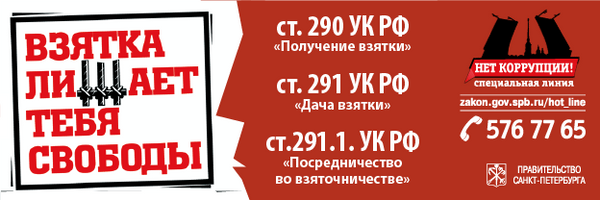 ВЗЯТКА
ЛИШАЕТ
ТЕБЯ
СВОБОДЫ
ст. 290 УК РФ
«Получение взятки»
ст. 291 УК РФ
«Дача взятки»
ст.291.1. УК РФ
«Посредничество
во взяточничестве»
НЕТ КОРРУПЦИИ!
специальная линия
zakon.gov.spb.ru/hot_line
576 77 65
ПРАВИТЕЛЬСТВО
САНКТ-ПЕТЕРБУРГА